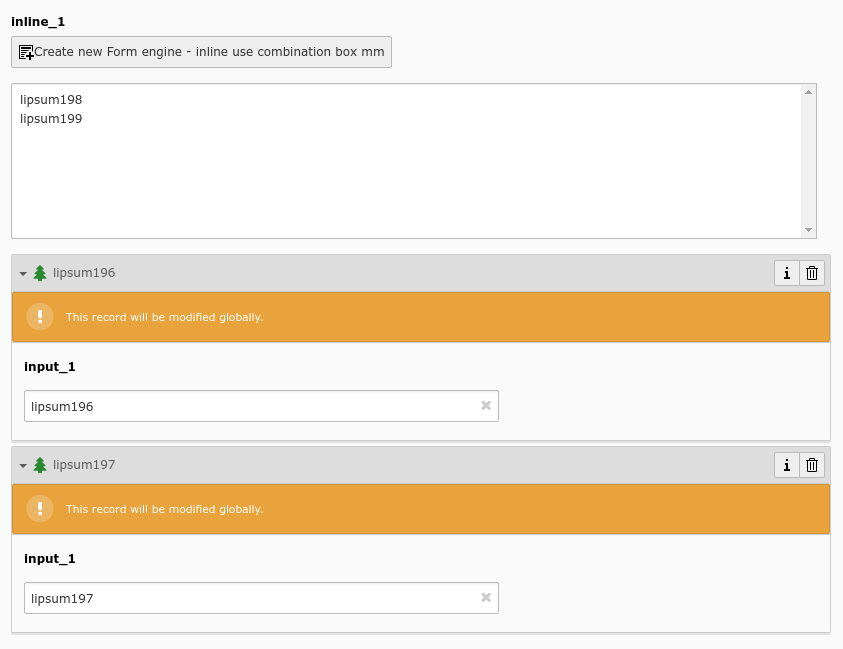 inline_1
Create new Form engine - inline use combination box mm
lipsum198
lipsum199
lipsum196
This record will be modified globally.
input_1
lipsum196
lipsum197
This record will be modified globally.
input_1
lipsum197